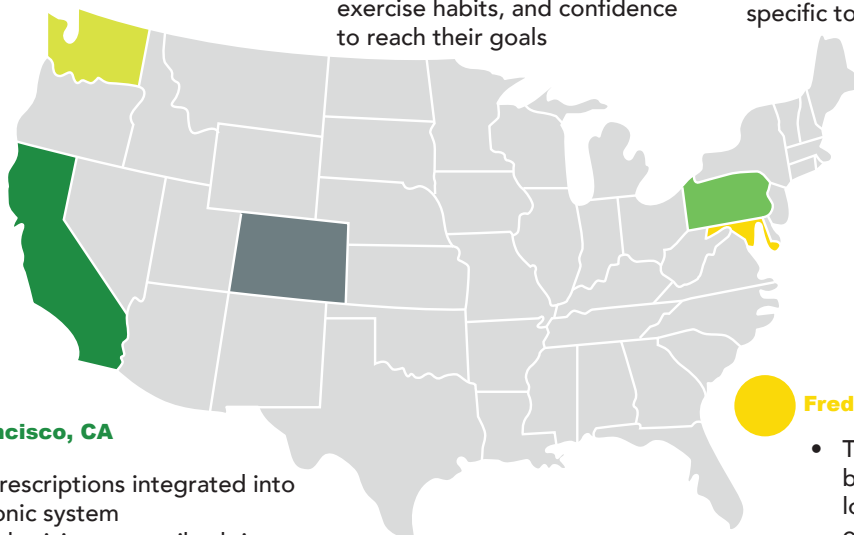 exercise habits, and confidence
to reach their goals
specific to
ncisco, CA
rescriptions integrated into
onic system
Fred
• T
b
lo